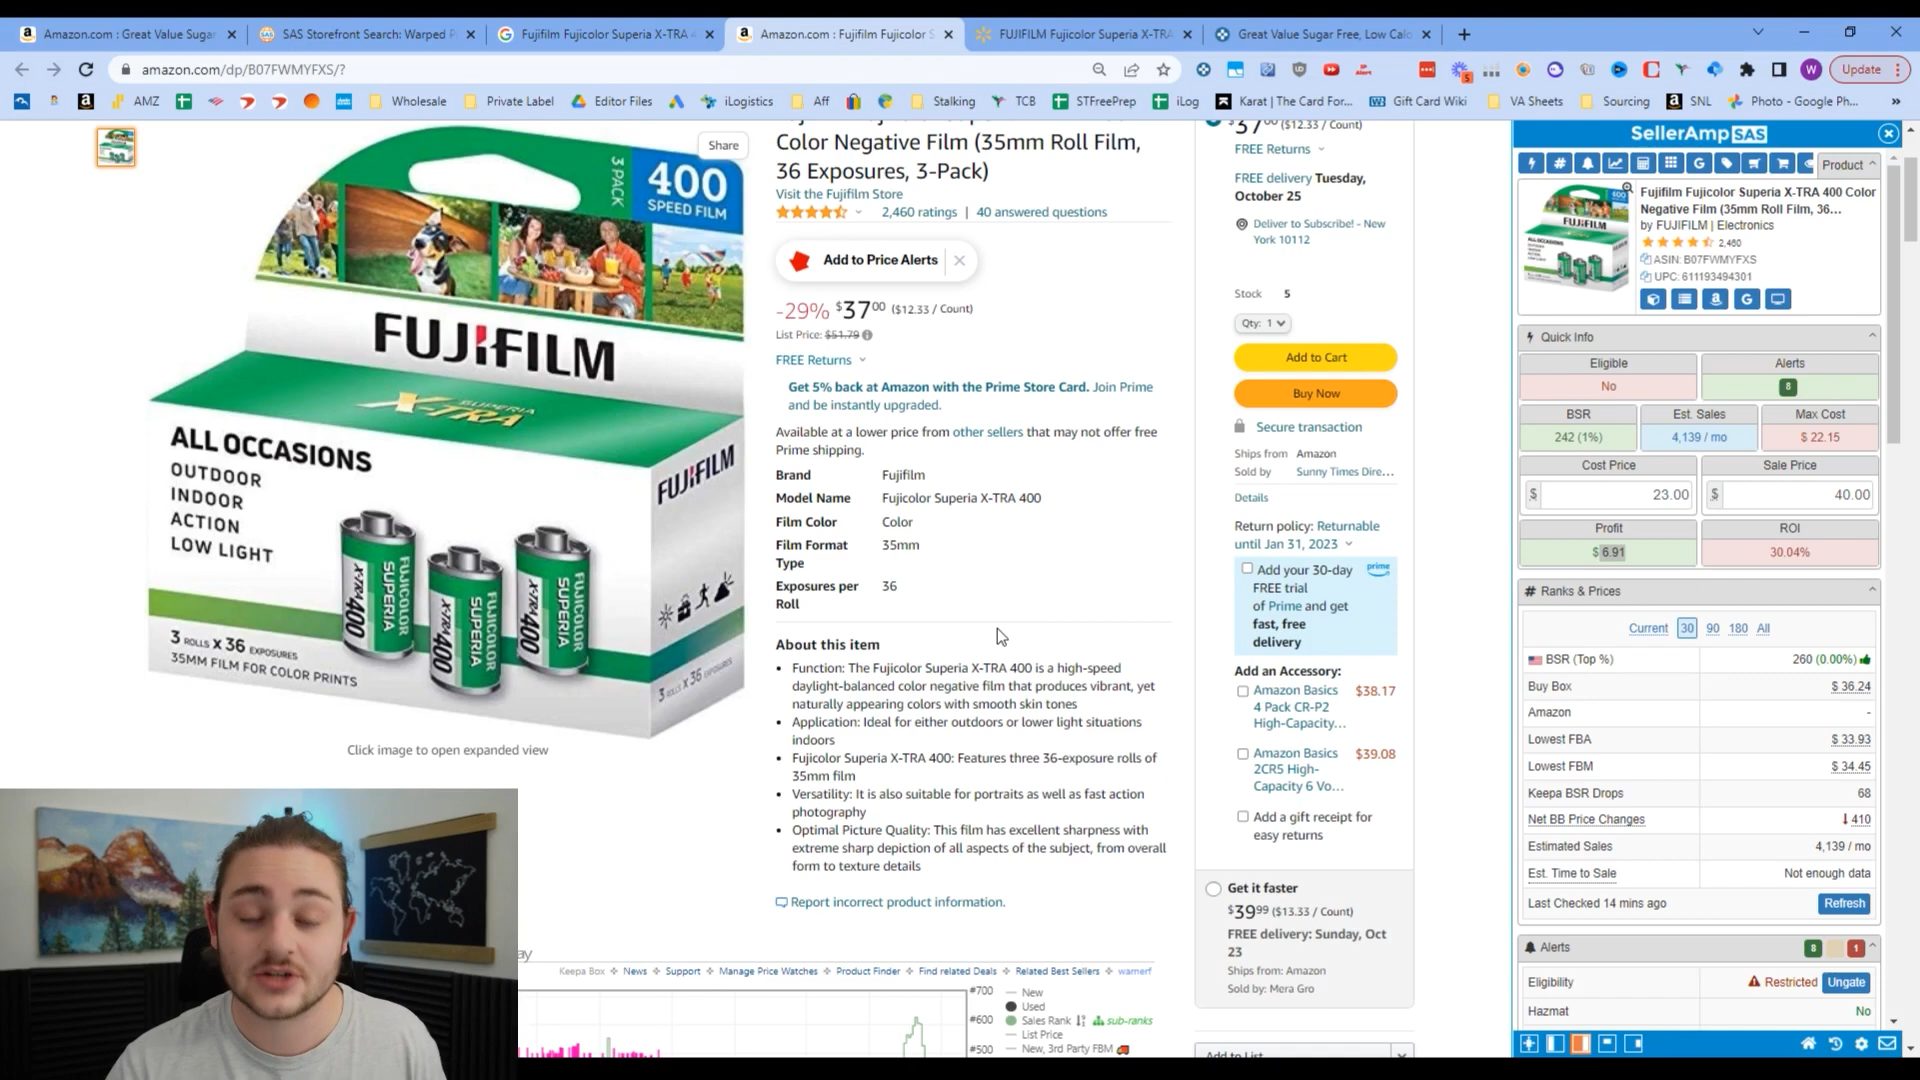 Amazon.com : Great Value Sugar
SAS Storefront Search: Warped P
Fujifilm Fujicolor Superia X-TRA 4
Amazon.com : Fujifilm Fujicolor S
FUJIFILM Fujicolor Superia X-TRA
Great Value Sugar Free, Low Calo
amazon.com/dp/B07FWMYFXS/?
Update
AMZ
Wholesale
Private Label
Editor Files
iLogistics
Aff
Stalking
TCB
STFreePrep
iLog
Karat | The Card For...
Gift Card Wiki
VA Sheets
Sourcing
SNL
Photo - Google Ph...
Share
3 PACK
400
SPEED FILM
FUJIFILM
SUPERIA
X-TRA
ALL OCCASIONS
OUTDOOR
INDOOR
ACTION
LOW LIGHT
FUJIFILM
FUJICOLOR SUPERIA X-TRA 400
FUJICOLOR SUPERIA X-TRA 400
FUJICOLOR SUPERIA X-TRA 400
3 ROLLS X 36 EXPOSURES
35MM FILM FOR COLOR PRINTS
3 ROLLS X 36 EXPOSURES
Click image to open expanded view
Color Negative Film (35mm Roll Film,
36 Exposures, 3-Pack)
Visit the Fujifilm Store
2,460 ratings | 40 answered questions
Add to Price Alerts
-29% $37 00 ($12.33 / Count)
List Price: $51.79
FREE Returns
Get 5% back at Amazon with the Prime Store Card. Join Prime
and be instantly upgraded.
Available at a lower price from other sellers that may not offer free
Prime shipping.
Brand Fujifilm
Model Name Fujicolor Superia X-TRA 400
Film Color Color
Film Format 35mm
Type
Exposures per 36
Roll
About this item
• Function: The Fujicolor Superia X-TRA 400 is a high-speed
daylight-balanced color negative film that produces vibrant, yet
naturally appearing colors with smooth skin tones
• Application: Ideal for either outdoors or lower light situations
indoors
• Fujicolor Superia X-TRA 400: Features three 36-exposure rolls of
35mm film
• Versatility: It is also suitable for portraits as well as fast action
photography
• Optimal Picture Quality: This film has excellent sharpness with
extreme sharp depiction of all aspects of the subject, from overall
form to texture details
Report incorrect product information.
ay
Keepa Box News Support Manage Price Watches Product Finder Find related Deals Related Best Sellers warnerf
#700
#600
#500
New
Used
Sales Rank sub-ranks
List Price
New, 3rd Party FBM
$37 00 ($12.33 / Count)
FREE Returns
FREE delivery Tuesday,
October 25
Deliver to Subscribe! - New
York 10112
Stock 5
Qty: 1
Add to Cart
Buy Now
Secure transaction
Ships from Amazon
Sold by Sunny Times Dire...
Details
Return policy: Returnable
until Jan 31, 2023
Add your 30-day prime
FREE trial
of Prime and get
fast, free
delivery
Add an Accessory:
Amazon Basics $38.17
4 Pack CR-P2
High-Capacity...
Amazon Basics $39.08
2CR5 High-
Capacity 6 Vo...
Add a gift receipt for
easy returns
Get it faster
$39 99 ($13.33 / Count)
FREE delivery: Sunday, Oct
23
Ships from: Amazon
Sold by: Mera Gro
Add to List
SellerAmp SAS
Product
Fujifilm Fujicolor Superia X-TRA 400 Color
Negative Film (35mm Roll Film, 36...
by FUJIFILM | Electronics
2,460
ASIN: B07FWMYFXS
UPC: 611193494301
Quick Info
Eligible Alerts
No 8
BSR Est. Sales Max Cost
242 (1%) 4,139 / mo $ 22.15
Cost Price Sale Price
$ 23.00 $ 40.00
Profit ROI
$ 6.91 30.04%
Ranks & Prices
Current 30 90 180 All
BSR (Top %) 260 (0.00%)
Buy Box $ 36.24
Amazon -
Lowest FBA $ 33.93
Lowest FBM $ 34.45
Keepa BSR Drops 68
Net BB Price Changes 410
Estimated Sales 4,139 / mo
Est. Time to Sale Not enough data
Last Checked 14 mins ago Refresh
Alerts 8 1
Eligibility Restricted Ungate
Hazmat No